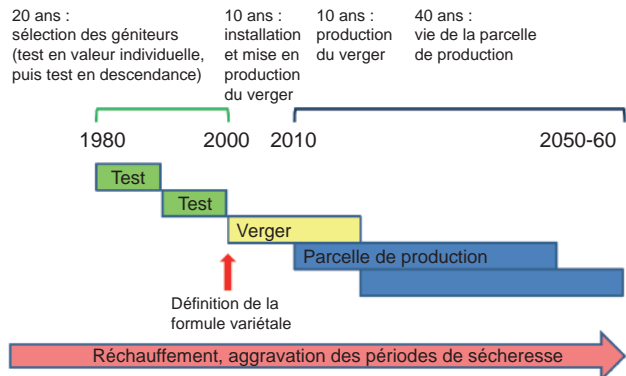 20 ans :
sélection des géniteurs
(test en valeur individuelle,
puis test en descendance)
10 ans :
installation
et mise en
production
du verger
10 ans :
production
du verger
40 ans :
vie de la parcelle
de production
1980
2000
2010
2050-60
Test
Test
Verger
Parcelle de production
Définition de la
formule variétale
Réchauffement, aggravation des périodes de sécheresse